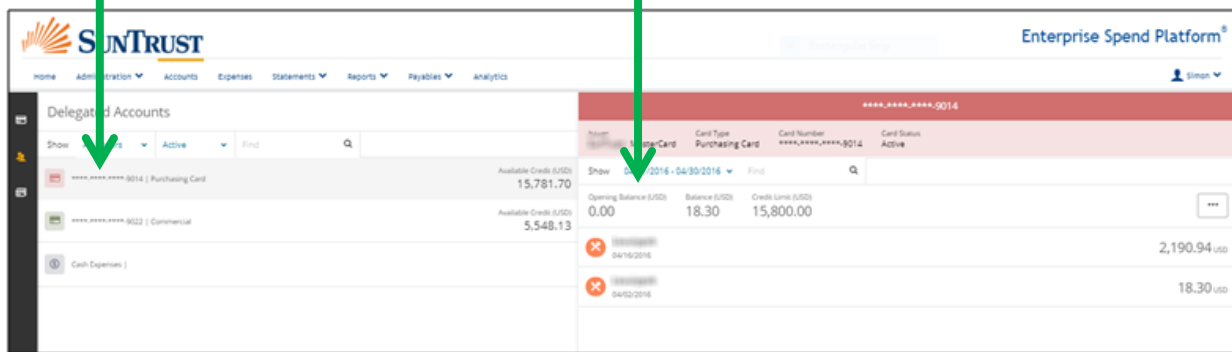 SUNTRUST
Enterprise Spend Platform®
Home Administration Accounts Expenses Statements Reports Payables Analytics
Simon
Delegated Accounts
****-****-****-9014
Show Active Find
Card Type Card Number Card Status
MasterCard Purchasing Card ****-****-****-9014 Active
****-****-****-9014 | Purchasing Card
Available Credit (USD)
15,781.70
Show 2016 - 04/30/2016 Find
****-****-****-9022 | Commercial
Available Credit (USD)
5,548.13
Opening Balance (USD) Balance (USD) Credit Limit (USD)
0.00 18.30 15,800.00
Cash Expenses |
04/16/2016
2,190.94 USD
04/02/2016
18.30 USD